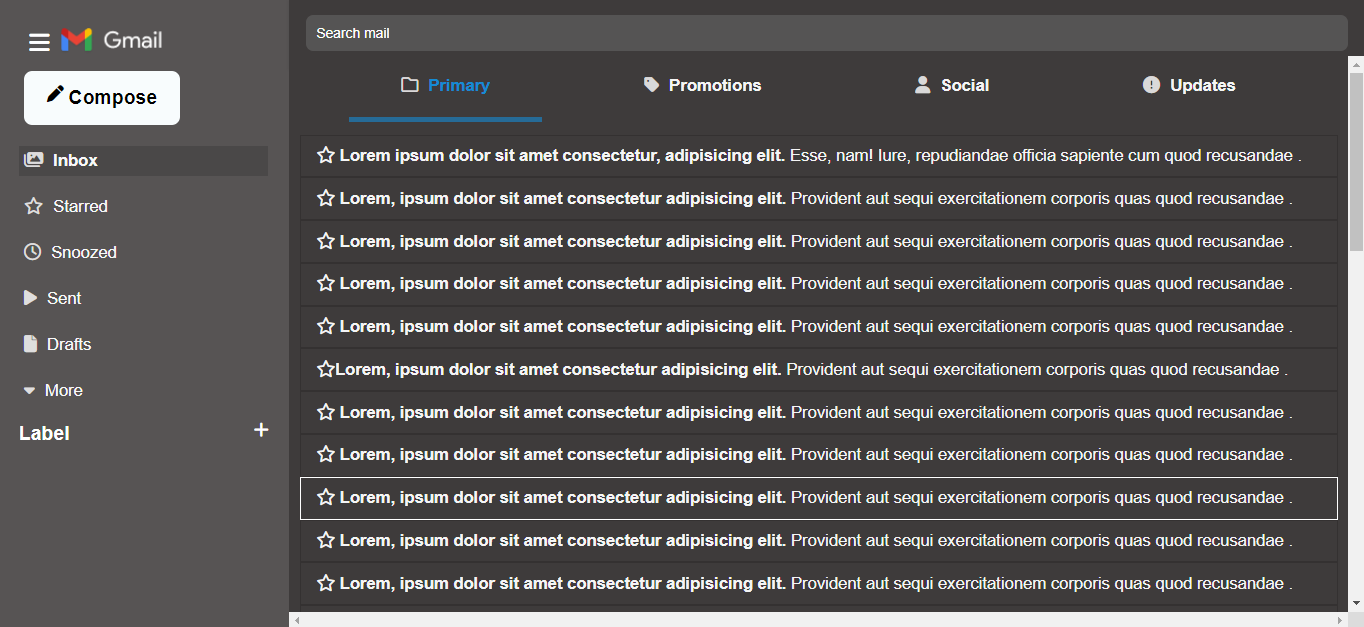 Gmail
Compose
Inbox
Starred
Snoozed
Sent
Drafts
More
Label +
Search mail
Primary Promotions Social Updates
Lorem ipsum dolor sit amet consectetur, adipisicing elit. Esse, nam! Iure, repudiandae officia sapiente cum quod recusandae .
Lorem, ipsum dolor sit amet consectetur adipisicing elit. Provident aut sequi exercitationem corporis quas quod recusandae .
Lorem, ipsum dolor sit amet consectetur adipisicing elit. Provident aut sequi exercitationem corporis quas quod recusandae .
Lorem, ipsum dolor sit amet consectetur adipisicing elit. Provident aut sequi exercitationem corporis quas quod recusandae .
Lorem, ipsum dolor sit amet consectetur adipisicing elit. Provident aut sequi exercitationem corporis quas quod recusandae .
Lorem, ipsum dolor sit amet consectetur adipisicing elit. Provident aut sequi exercitationem corporis quas quod recusandae .
Lorem, ipsum dolor sit amet consectetur adipisicing elit. Provident aut sequi exercitationem corporis quas quod recusandae .
Lorem, ipsum dolor sit amet consectetur adipisicing elit. Provident aut sequi exercitationem corporis quas quod recusandae .
Lorem, ipsum dolor sit amet consectetur adipisicing elit. Provident aut sequi exercitationem corporis quas quod recusandae .
Lorem, ipsum dolor sit amet consectetur adipisicing elit. Provident aut sequi exercitationem corporis quas quod recusandae .
Lorem, ipsum dolor sit amet consectetur adipisicing elit. Provident aut sequi exercitationem corporis quas quod recusandae .